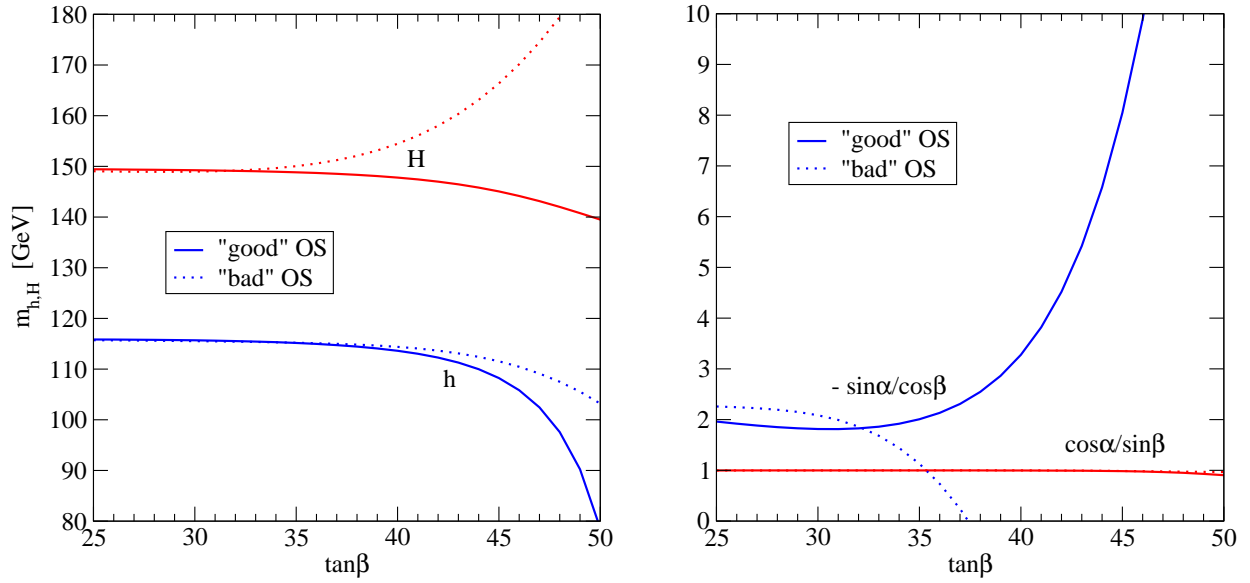 180
170
160
150
140
130
120
110
100
90
80
m_{h,H} [GeV]
H
"good" OS
"bad" OS
h
25 30 35 40 45 50
tanβ
10
9
8
7
6
5
4
3
2
1
0
"good" OS
"bad" OS
- sinα/cosβ
cosα/sinβ
25 30 35 40 45 50
tanβ